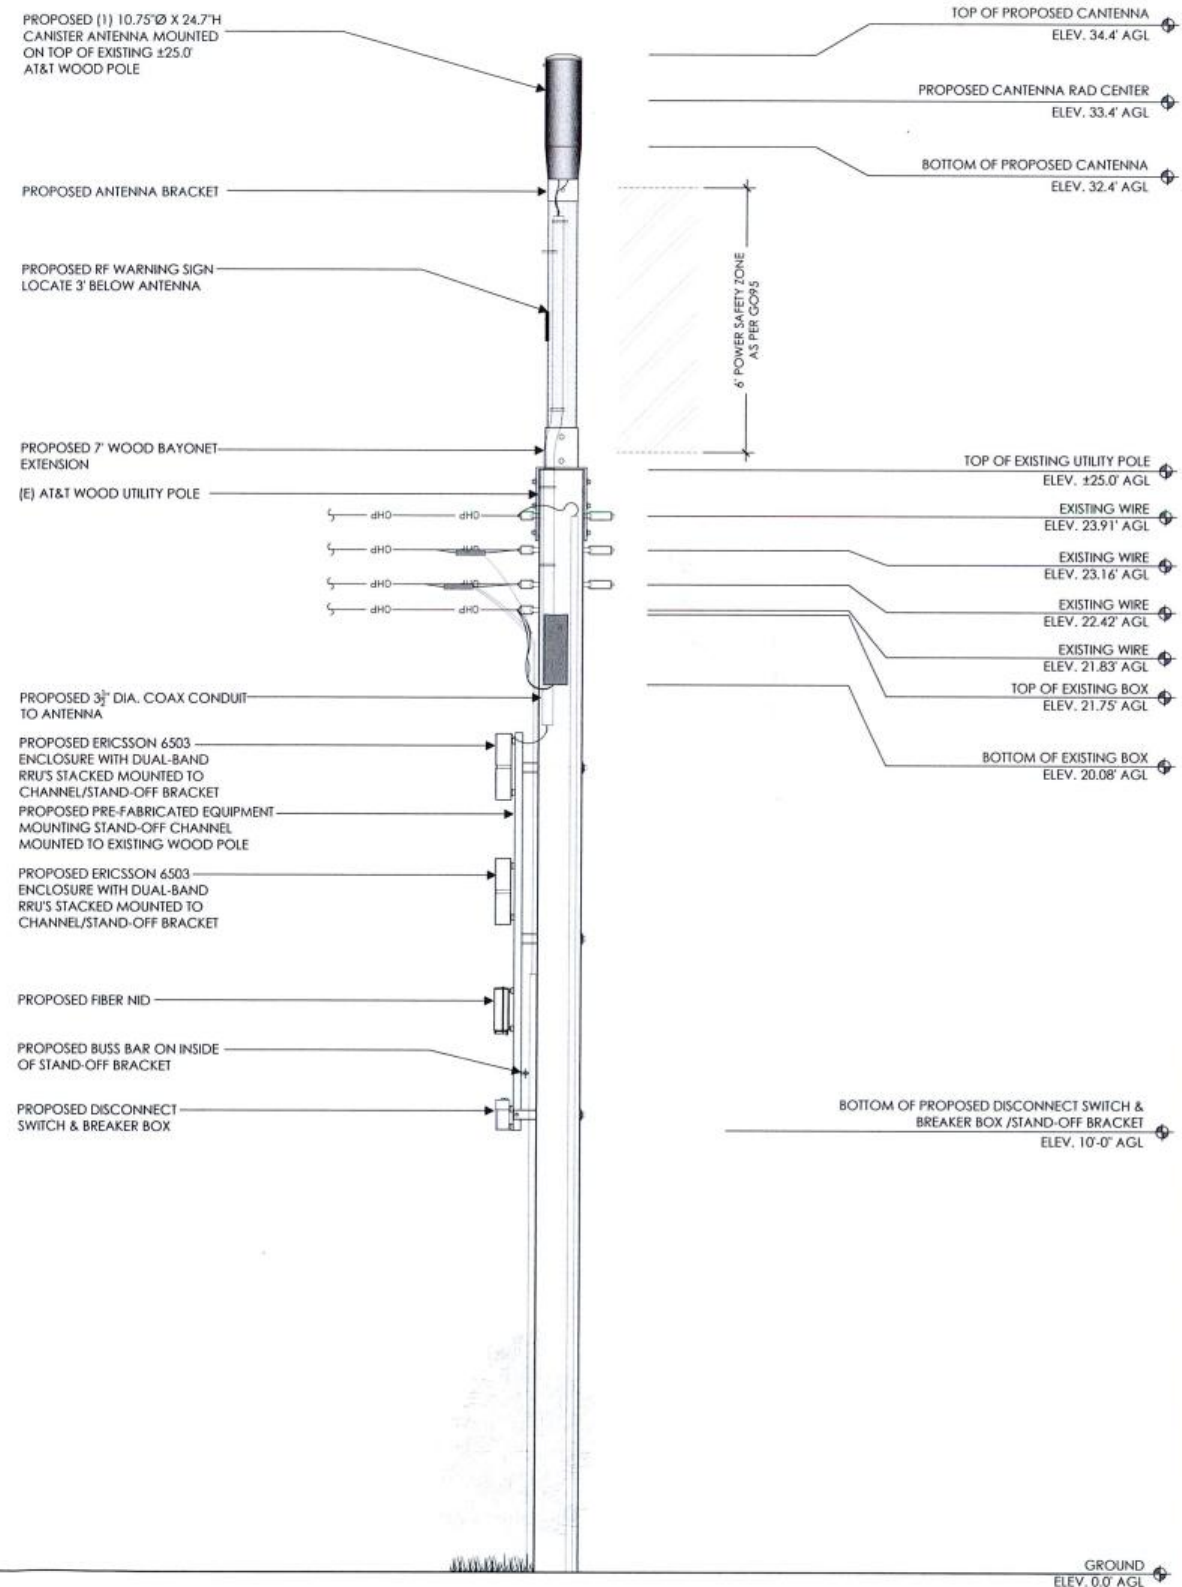 PROPOSED (1) 10.75"Ø X 24.7"H
CANISTER ANTENNA MOUNTED
ON TOP OF EXISTING ±25.0'
AT&T WOOD POLE
PROPOSED ANTENNA BRACKET
PROPOSED RF WARNING SIGN
LOCATE 3' BELOW ANTENNA
PROPOSED 7' WOOD BAYONET
EXTENSION
(E) AT&T WOOD UTILITY POLE
OHP OHP
OHP OHP
OHP OHP
OHP OHP
PROPOSED 3½" DIA. COAX CONDUIT
TO ANTENNA
PROPOSED ERICSSON 6503
ENCLOSURE WITH DUAL-BAND
RRU'S STACKED MOUNTED TO
CHANNEL/STAND-OFF BRACKET
PROPOSED PRE-FABRICATED EQUIPMENT
MOUNTING STAND-OFF CHANNEL
MOUNTED TO EXISTING WOOD POLE
PROPOSED ERICSSON 6503
ENCLOSURE WITH DUAL-BAND
RRU'S STACKED MOUNTED TO
CHANNEL/STAND-OFF BRACKET
PROPOSED FIBER NID
PROPOSED BUSS BAR ON INSIDE
OF STAND-OFF BRACKET
PROPOSED DISCONNECT
SWITCH & BREAKER BOX
6' POWER SAFETY ZONE
AS PER GO95
TOP OF PROPOSED CANTENNA
ELEV. 34.4' AGL
PROPOSED CANTENNA RAD CENTER
ELEV. 33.4' AGL
BOTTOM OF PROPOSED CANTENNA
ELEV. 32.4' AGL
TOP OF EXISTING UTILITY POLE
ELEV. ±25.0' AGL
EXISTING WIRE
ELEV. 23.91' AGL
EXISTING WIRE
ELEV. 23.16' AGL
EXISTING WIRE
ELEV. 22.42' AGL
EXISTING WIRE
ELEV. 21.83' AGL
TOP OF EXISTING BOX
ELEV. 21.75' AGL
BOTTOM OF EXISTING BOX
ELEV. 20.08' AGL
BOTTOM OF PROPOSED DISCONNECT SWITCH &
BREAKER BOX /STAND-OFF BRACKET
ELEV. 10'-0" AGL
GROUND
ELEV. 0.0' AGL